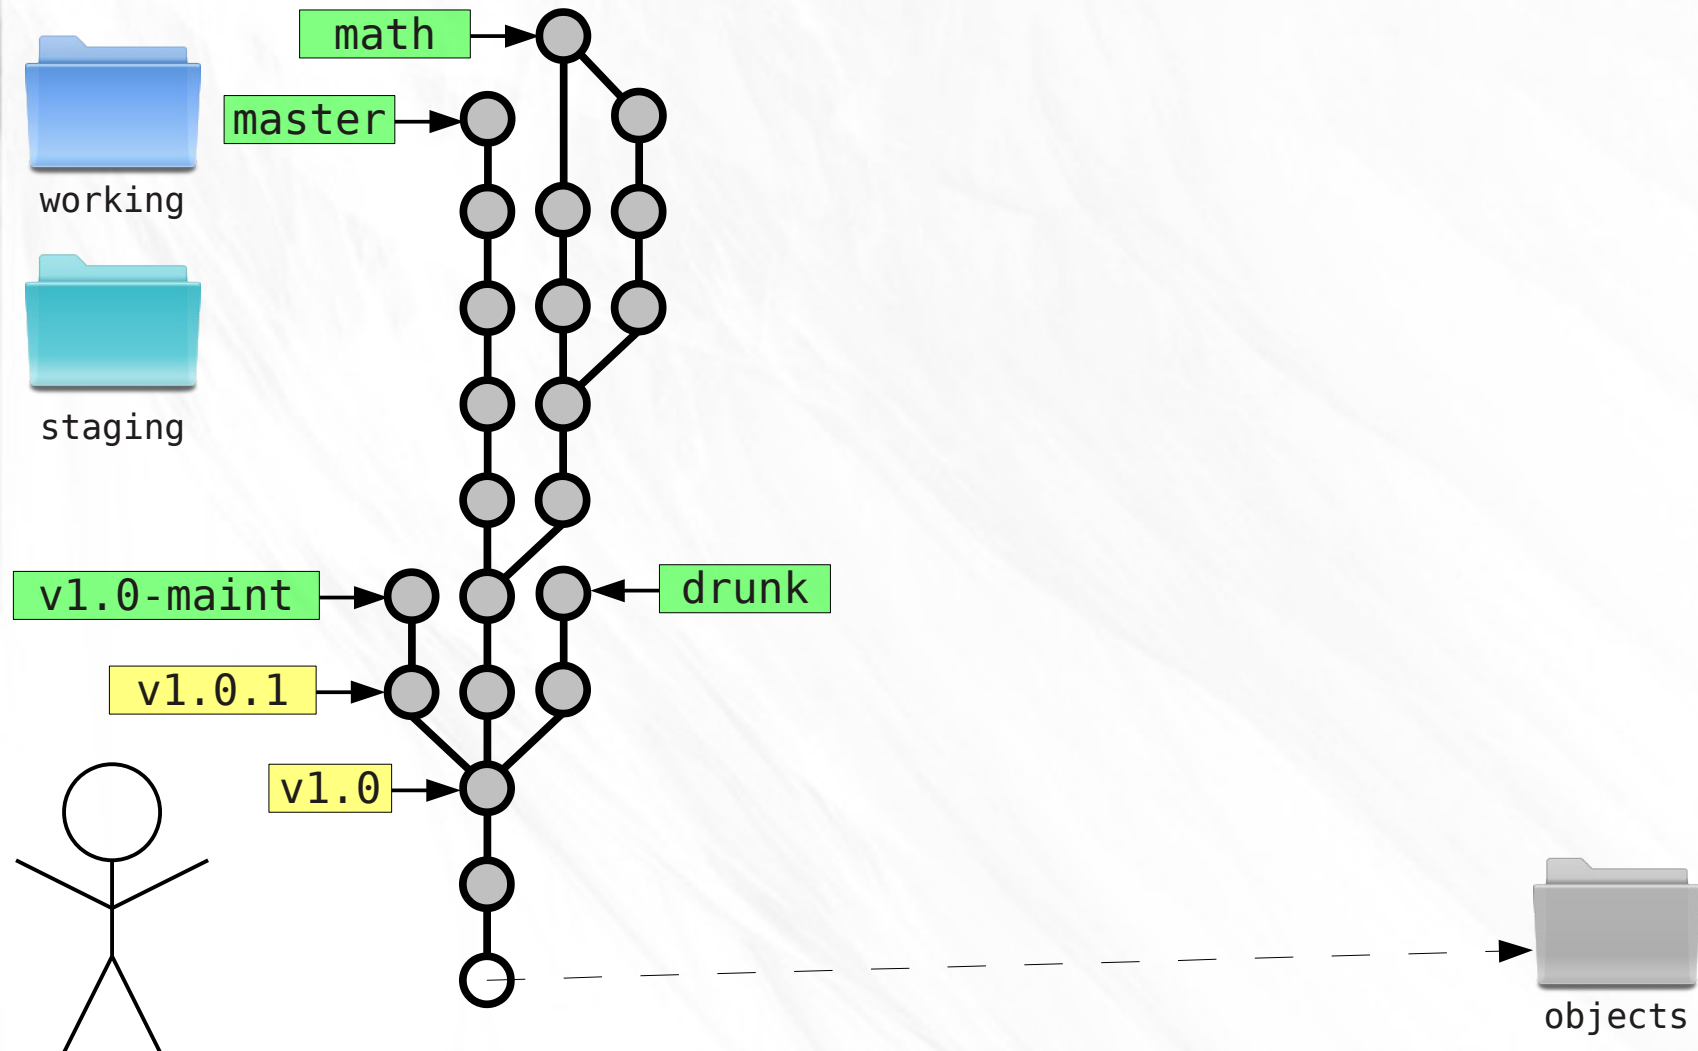 math
master
working
staging
v1.0-maint
drunk
v1.0.1
v1.0
objects